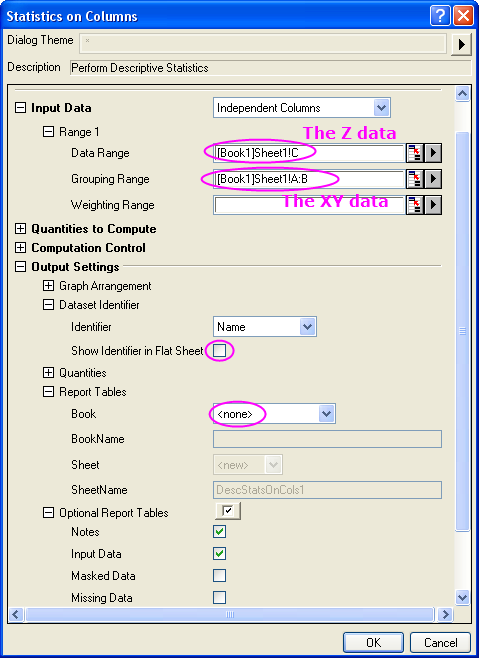 Statistics on Columns
Dialog Theme *
Description Perform Descriptive Statistics
Input Data Independent Columns
Range 1 The Z data
Data Range [Book1]Sheet1!C
Grouping Range [Book1]Sheet1!A:B
Weighting Range The XY data
Quantities to Compute
Computation Control
Output Settings
Graph Arrangement
Dataset Identifier
Identifier Name
Show Identifier in Flat Sheet
Quantities
Report Tables
Book <none>
BookName
Sheet <new>
SheetName DescStatsOnCols1
Optional Report Tables
Notes
Input Data
Masked Data
Missing Data
OK Cancel